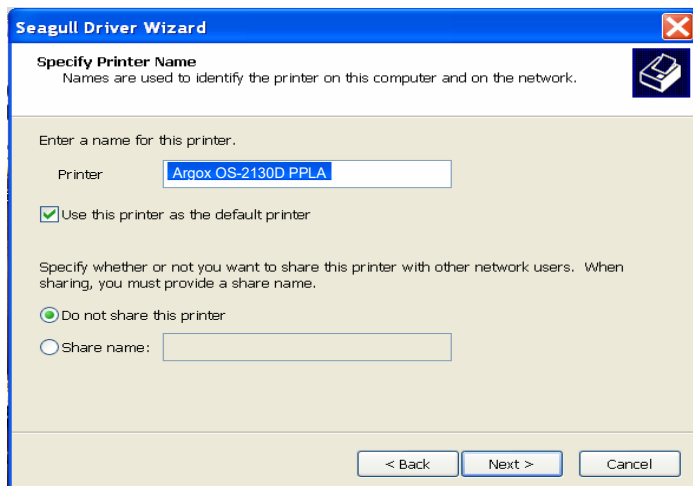 Seagull Driver Wizard
Specify Printer Name
Names are used to identify the printer on this computer and on the network.
Enter a name for this printer.
Printer
Argox OS-2130D PPLA
Use this printer as the default printer
Specify whether or not you want to share this printer with other network users. When
sharing, you must provide a share name.
Do not share this printer
Share name:
< Back
Next >
Cancel